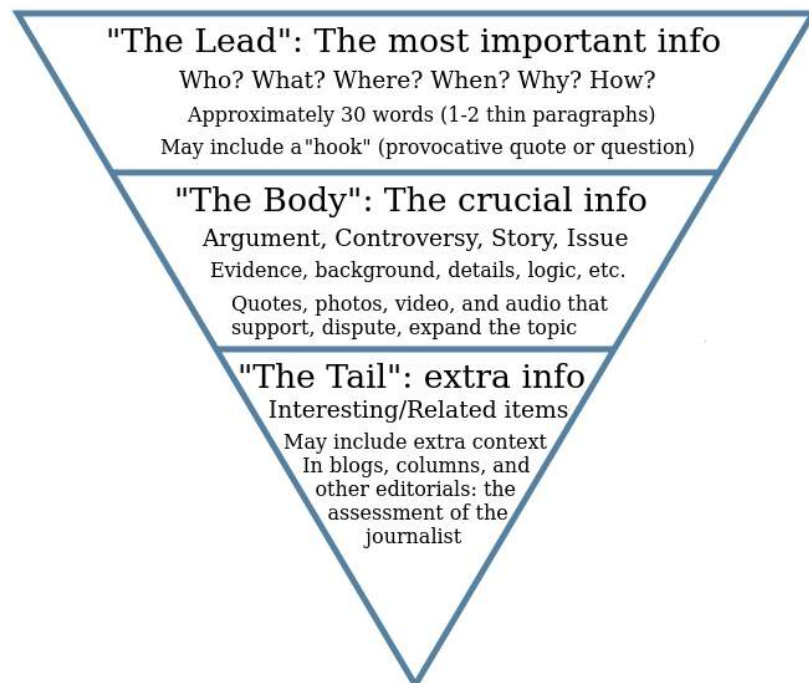 "The Lead": The most important info
Who? What? Where? When? Why? How?
Approximately 30 words (1-2 thin paragraphs)
May include a "hook" (provocative quote or question)
"The Body": The crucial info
Argument, Controversy, Story, Issue
Evidence, background, details, logic, etc.
Quotes, photos, video, and audio that
support, dispute, expand the topic
"The Tail": extra info
Interesting/Related items
May include extra context
In blogs, columns, and
other editorials: the
assessment of the
journalist